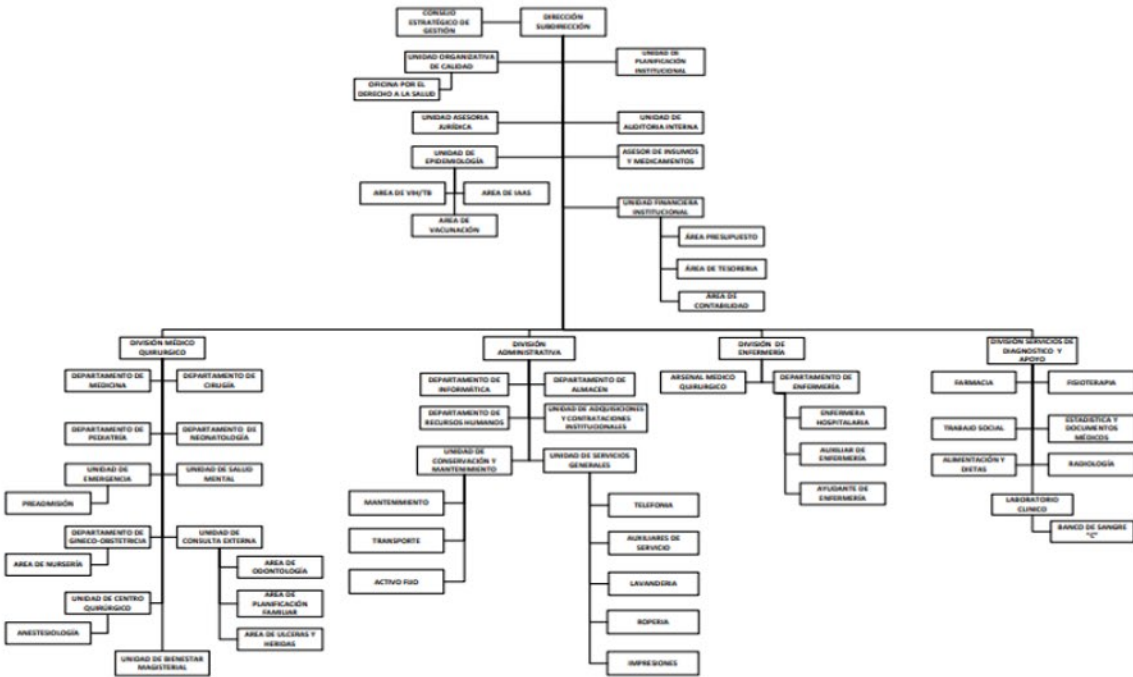 CONSEJO
ESTRATÉGICO DE
GESTIÓN
DIRECCIÓN
SUBDIRECCIÓN
UNIDAD ORGANIZATIVA
DE CALIDAD
UNIDAD DE
PLANIFICACIÓN
INSTITUCIONAL
OFICINA POR EL
DERECHO A LA SALUD
UNIDAD ASESORIA
JURÍDICA
UNIDAD DE
AUDITORIA INTERNA
UNIDAD DE
EPIDEMIOLOGÍA
ASESOR DE INSUMOS
Y MEDICAMENTOS
AREA DE VIH/TB
AREA DE IAAS
AREA DE
VACUNACIÓN
UNIDAD FINANCIERA
INSTITUCIONAL
ÁREA PRESUPUESTO
ÁREA DE TESORERIA
ÁREA DE
CONTABILIDAD
DIVISIÓN MÉDICO
QUIRURGICO
DIVISIÓN
ADMINISTRATIVA
DIVISIÓN DE
ENFERMERÍA
DIVISIÓN SERVICIOS DE
DIAGNOSTICO Y
APOYO
DEPARTAMENTO DE
MEDICINA
DEPARTAMENTO DE
CIRUGÍA
DEPARTAMENTO DE
PEDIATRÍA
DEPARTAMENTO DE
NEONATOLOGÍA
UNIDAD DE
EMERGENCIA
UNIDAD DE SALUD
MENTAL
PREADMISIÓN
DEPARTAMENTO DE
GINECO-OBSTETRICIA
UNIDAD DE
CONSULTA EXTERNA
AREA DE NURSERÍA
AREA DE
ODONTOLOGÍA
AREA DE
PLANIFICACIÓN
FAMILIAR
AREA DE ULCERAS Y
HERIDAS
UNIDAD DE CENTRO
QUIRÚRGICO
ANESTESIOLOGÍA
UNIDAD DE BIENESTAR
MAGISTERIAL
DEPARTAMENTO DE
INFORMÁTICA
DEPARTAMENTO DE
ALMACEN
DEPARTAMENTO DE
RECURSOS HUMANOS
UNIDAD DE ADQUISICIONES
Y CONTRATACIONES
INSTITUCIONALES
UNIDAD DE
CONSERVACIÓN Y
MANTENIMIENTO
UNIDAD DE SERVICIOS
GENERALES
MANTENIMIENTO
TRANSPORTE
ACTIVO FIJO
TELEFONIA
AUXILIARES DE
SERVICIO
LAVANDERIA
ROPERIA
IMPRESIONES
ARSENAL MEDICO
QUIRURGICO
DEPARTAMENTO DE
ENFERMERÍA
ENFERMERA
HOSPITALARIA
AUXILIAR DE
ENFERMERÍA
AYUDANTE DE
ENFERMERÍA
FARMACIA
FISIOTERAPIA
TRABAJO SOCIAL
ESTADISTICA Y
DOCUMENTOS
MÉDICOS
ALIMENTACIÓN Y
DIETAS
RADIOLOGÍA
LABORATORIO
CLINICO
BANCO DE SANGRE
"C"